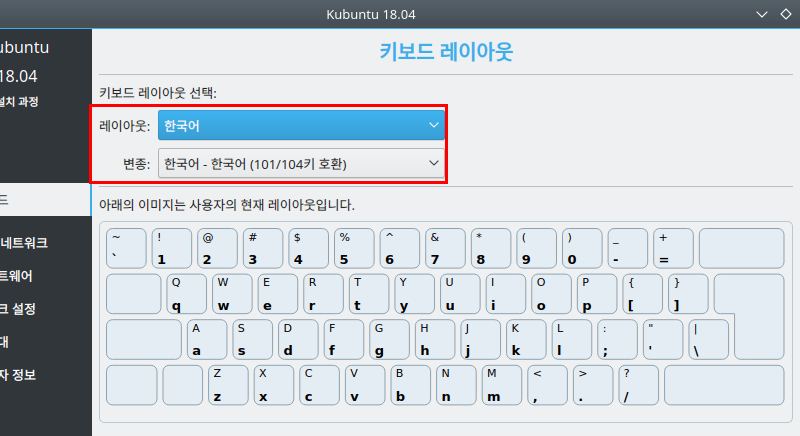 Kubuntu 18.04
ubuntu
18.04
설치 과정
드
네트워크
트웨어
크 설정
대
자 정보
키보드 레이아웃
키보드 레이아웃 선택:
레이아웃: 한국어
변종: 한국어 - 한국어 (101/104키 호환)
아래의 이미지는 사용자의 현재 레이아웃입니다.
~ ! @ # $ % ^ & * ( ) _ +
` 1 2 3 4 5 6 7 8 9 0 - =
Q W E R T Y U I O P { }
q w e r t y u i o p [ ]
A S D F G H J K L : " |
a s d f g h j k l ; ' \
Z X C V B N M < > ?
z x c v b n m , . /